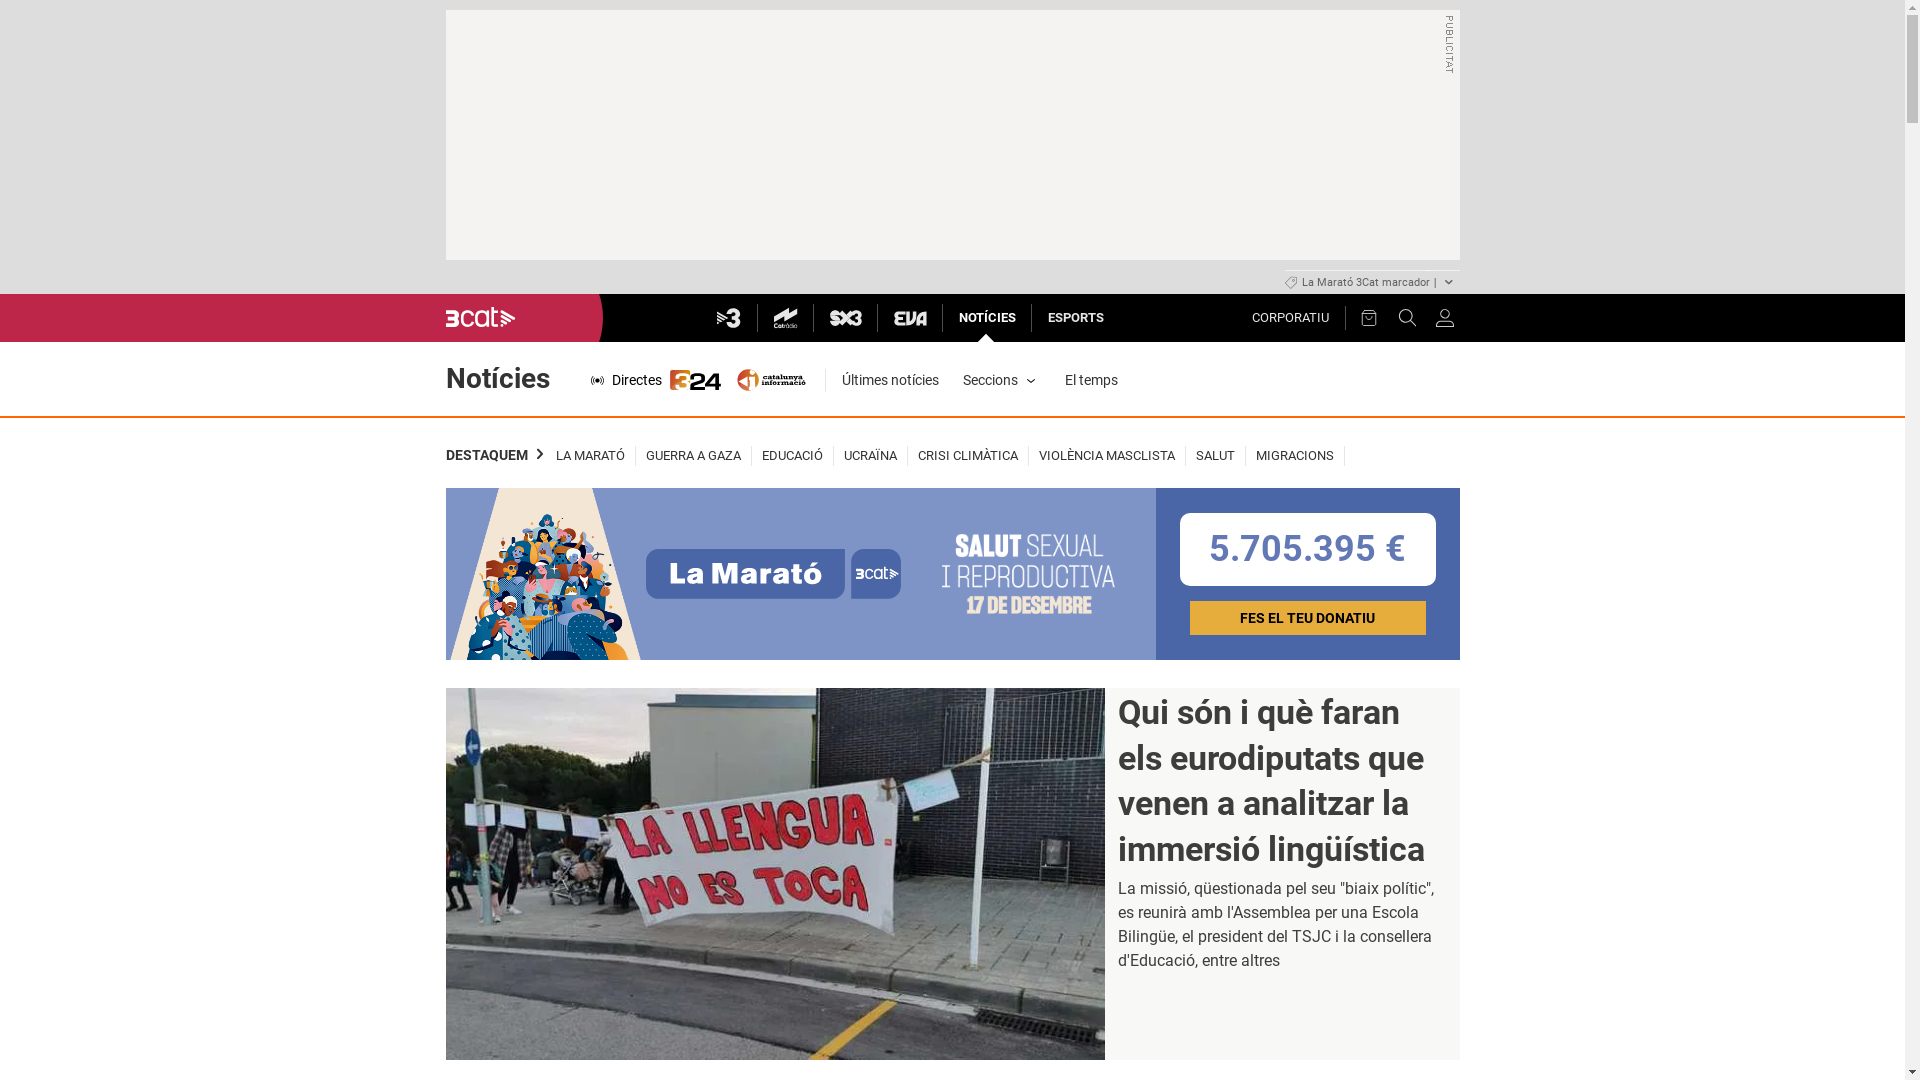 PUBLICITAT
La Marató 3Cat marcador |
3cat
3
Catràdio
SX3
EVA
NOTÍCIES
ESPORTS
CORPORATIU
Notícies
Directes
324
catalunya
informació
Últimes notícies
Seccions
El temps
DESTAQUEM
LA MARATÓ
GUERRA A GAZA
EDUCACIÓ
UCRAÏNA
CRISI CLIMÀTICA
VIOLÈNCIA MASCLISTA
SALUT
MIGRACIONS
La Marató
3cat
SALUT SEXUAL
I REPRODUCTIVA
17 DE DESEMBRE
5.705.395 €
FES EL TEU DONATIU
LA LLENGUA
NO ES TOCA
Qui són i què faran
els eurodiputats que
venen a analitzar la
immersió lingüística
La missió, qüestionada pel seu "biaix polític",
es reunirà amb l'Assemblea per una Escola
Bilingüe, el president del TSJC i la consellera
d'Educació, entre altres